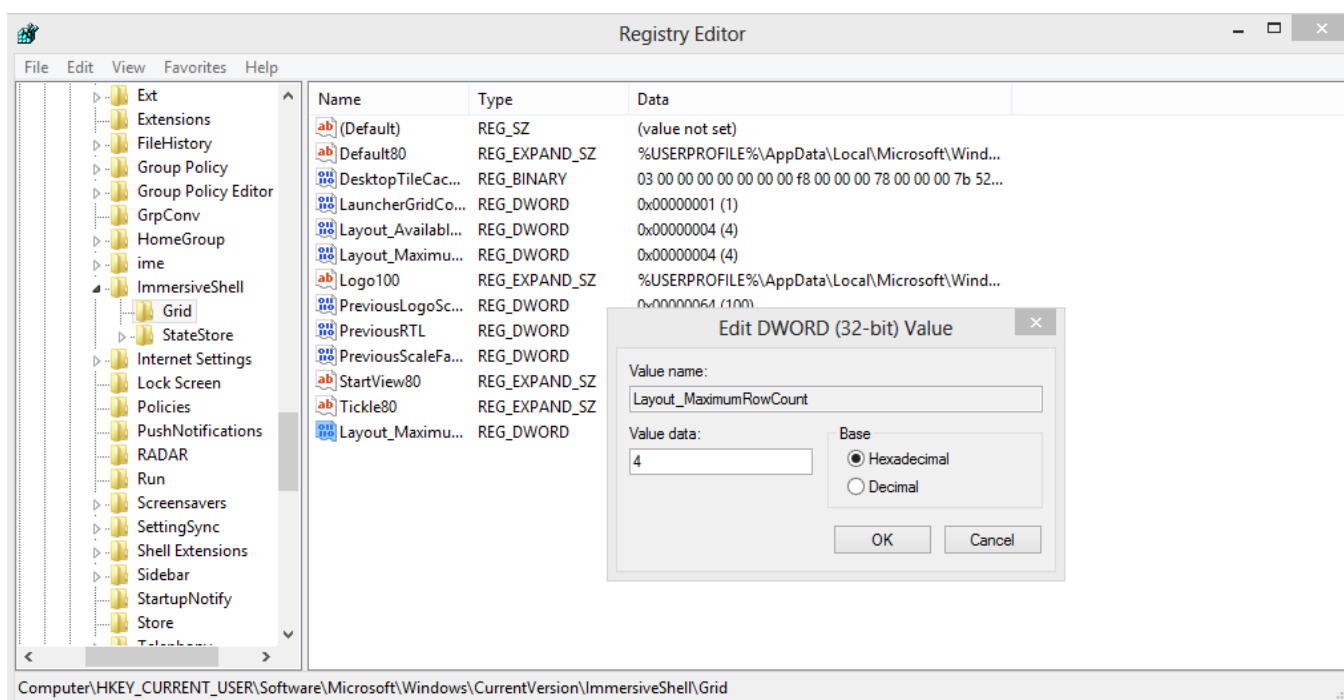 Registry Editor
File Edit View Favorites Help
Ext
Extensions
FileHistory
Group Policy
Group Policy Editor
GrpConv
HomeGroup
ime
ImmersiveShell
Grid
StateStore
Internet Settings
Lock Screen
Policies
PushNotifications
RADAR
Run
Screensavers
SettingSync
Shell Extensions
Sidebar
StartupNotify
Store
Telephony
Name Type Data
(Default) REG_SZ (value not set)
Default80 REG_EXPAND_SZ %USERPROFILE%\AppData\Local\Microsoft\Wind...
DesktopTileCac... REG_BINARY 03 00 00 00 00 00 00 00 f8 00 00 00 78 00 00 00 7b 52...
LauncherGridCo... REG_DWORD 0x00000001 (1)
Layout_Availabl... REG_DWORD 0x00000004 (4)
Layout_Maximu... REG_DWORD 0x00000004 (4)
Logo100 REG_EXPAND_SZ %USERPROFILE%\AppData\Local\Microsoft\Wind...
PreviousLogoSc... REG_DWORD 0x00000064 (100)
PreviousRTL REG_DWORD
PreviousScaleFa... REG_DWORD
StartView80 REG_EXPAND_SZ
Tickle80 REG_EXPAND_SZ
Layout_Maximu... REG_DWORD
Edit DWORD (32-bit) Value
Value name:
Layout_MaximumRowCount
Value data: Base
4 Hexadecimal
Decimal
OK Cancel
Computer\HKEY_CURRENT_USER\Software\Microsoft\Windows\CurrentVersion\ImmersiveShell\Grid